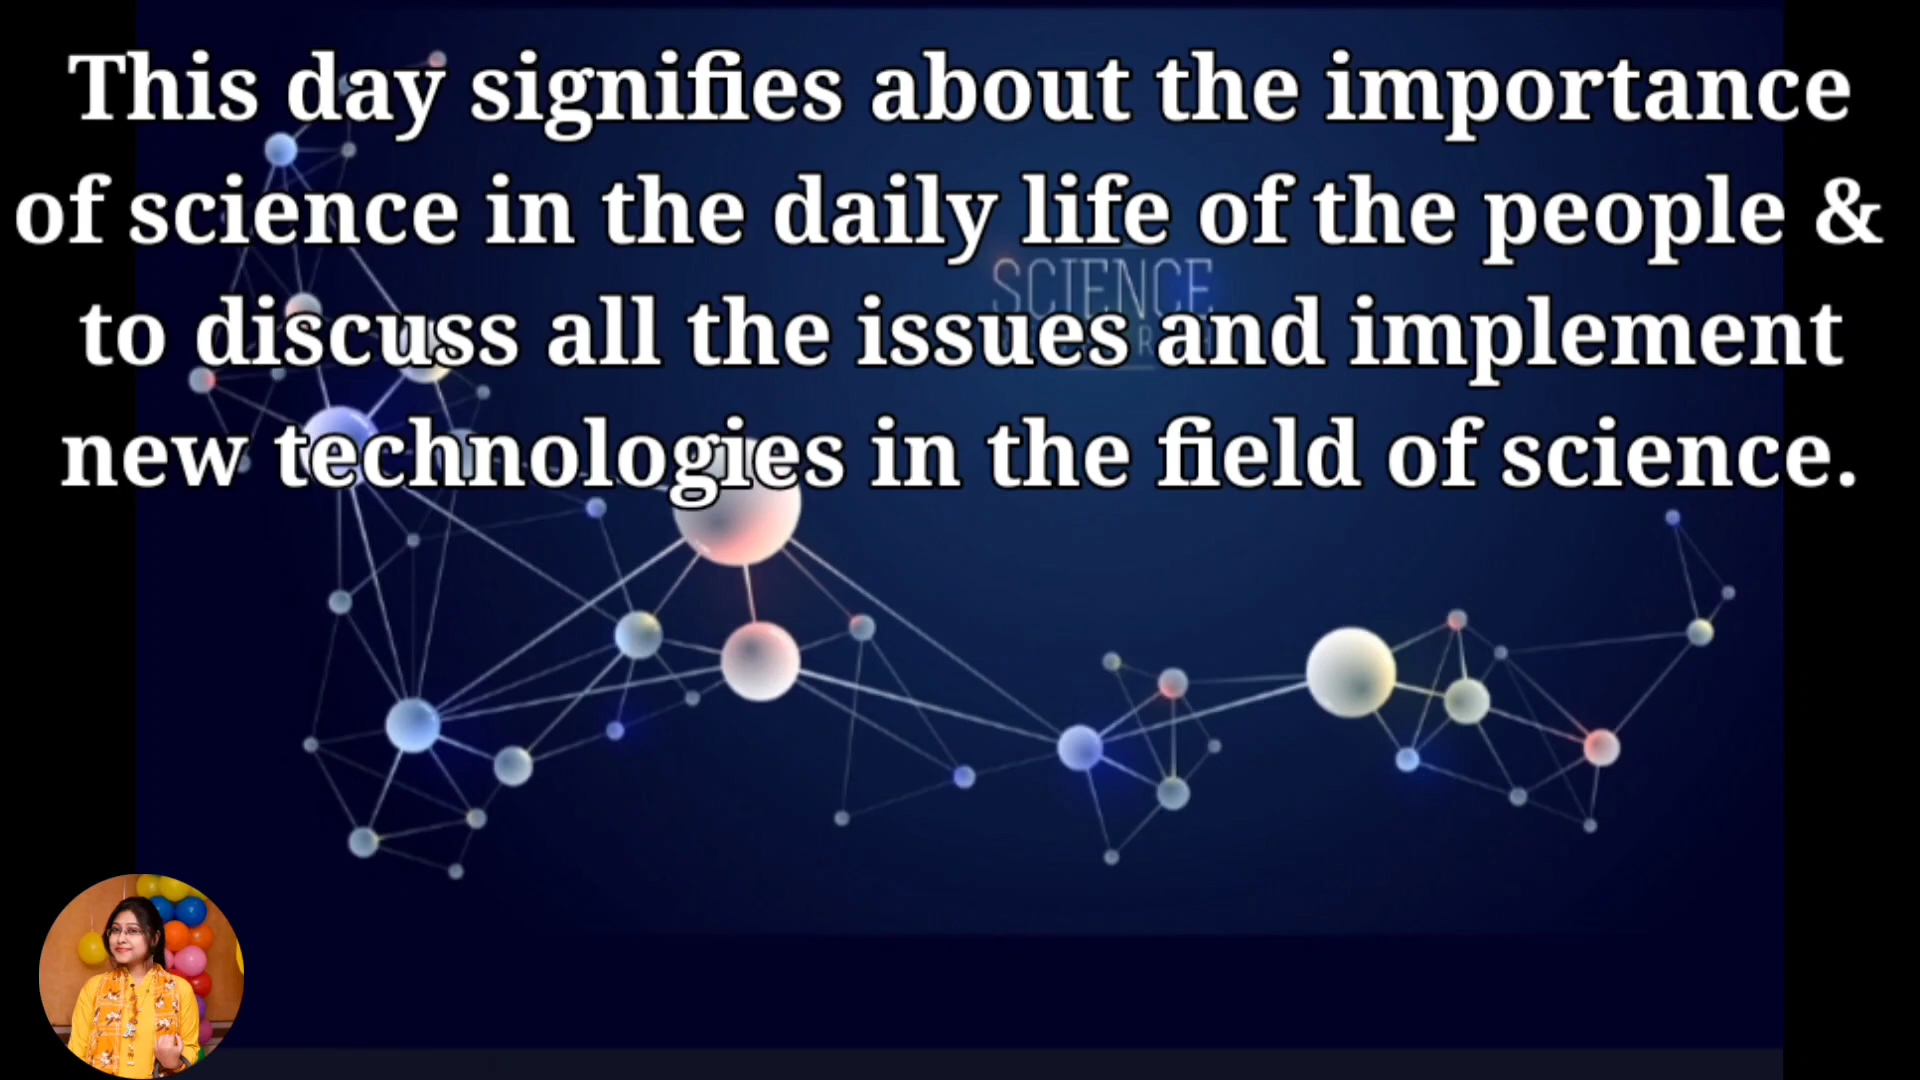 This day signifies about the importance
of science in the daily life of the people &
to discuss all the issues and implement
new technologies in the field of science.
SCIENCE